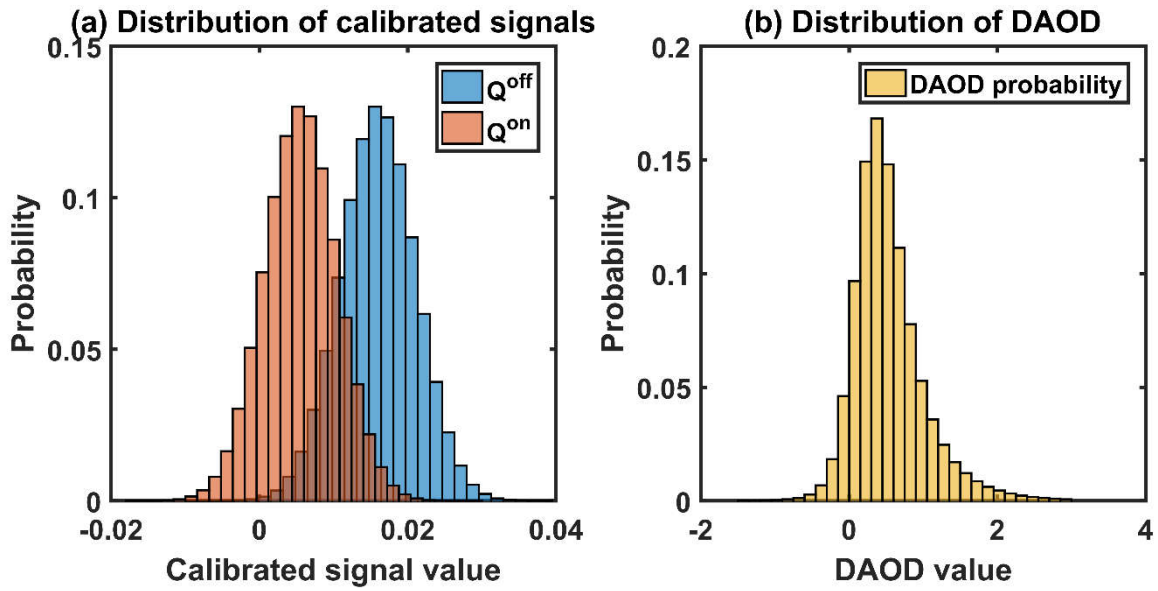 (a) Distribution of calibrated signals
0.15
0.1
0.05
0
-0.02
0
0.02
0.04
Probability
Calibrated signal value
Q^off
Q^on
(b) Distribution of DAOD
0.2
0.15
0.1
0.05
0
-2
0
2
4
Probability
DAOD value
DAOD probability